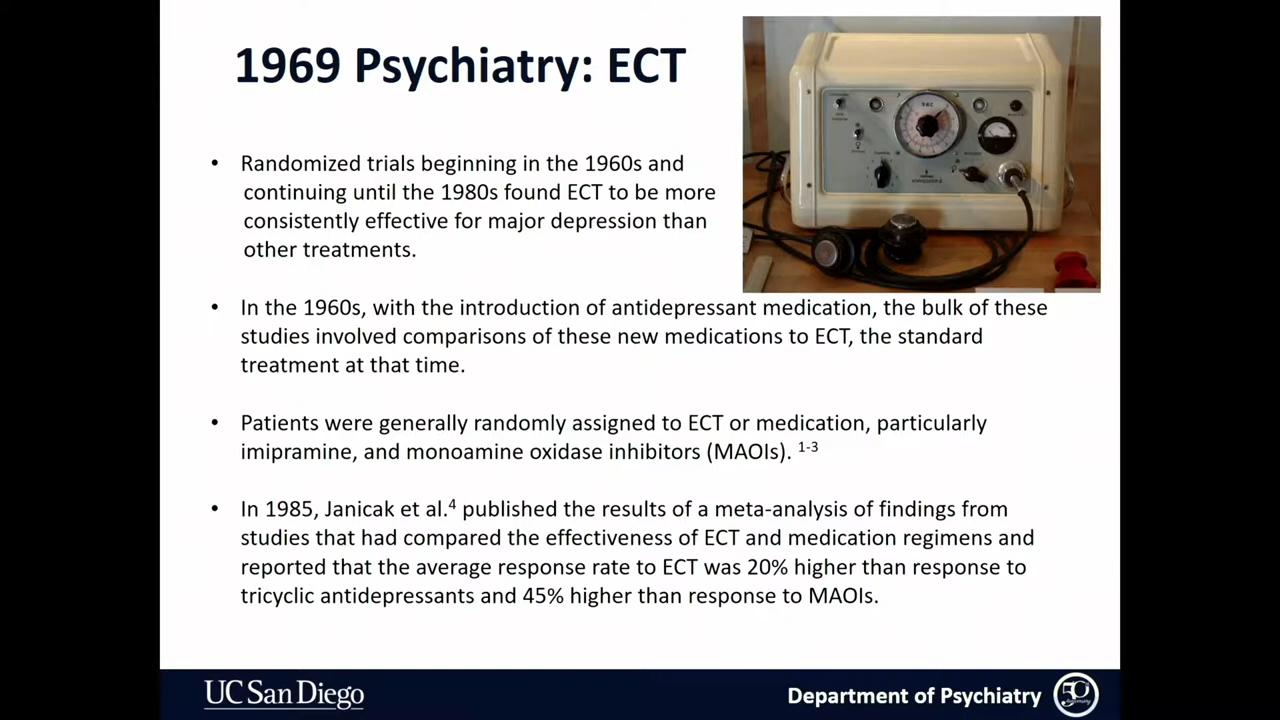 1969 Psychiatry: ECT
• Randomized trials beginning in the 1960s and
continuing until the 1980s found ECT to be more
consistently effective for major depression than
other treatments.
• In the 1960s, with the introduction of antidepressant medication, the bulk of these
studies involved comparisons of these new medications to ECT, the standard
treatment at that time.
• Patients were generally randomly assigned to ECT or medication, particularly
imipramine, and monoamine oxidase inhibitors (MAOIs). 1-3
• In 1985, Janicak et al.4 published the results of a meta-analysis of findings from
studies that had compared the effectiveness of ECT and medication regimens and
reported that the average response rate to ECT was 20% higher than response to
tricyclic antidepressants and 45% higher than response to MAOIs.
UC San Diego
Department of Psychiatry
50